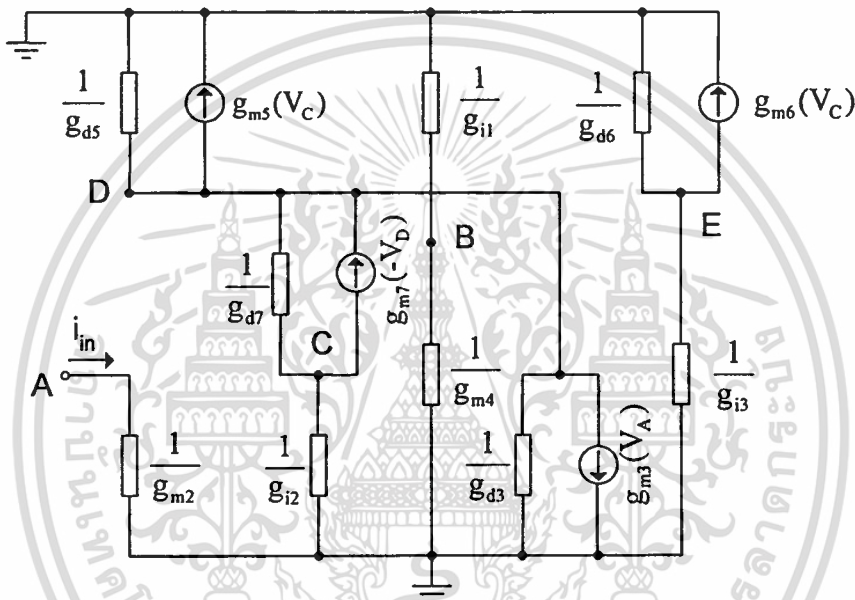 1/g_d5
g_m5(V_C)
1/g_i1
1/g_d6
g_m6(V_C)
D
B
E
1/g_d7
g_m7(-V_D)
i_in
C
A
1/g_m2
1/g_i2
1/g_m4
1/g_d3
g_m3(V_A)
1/g_i3